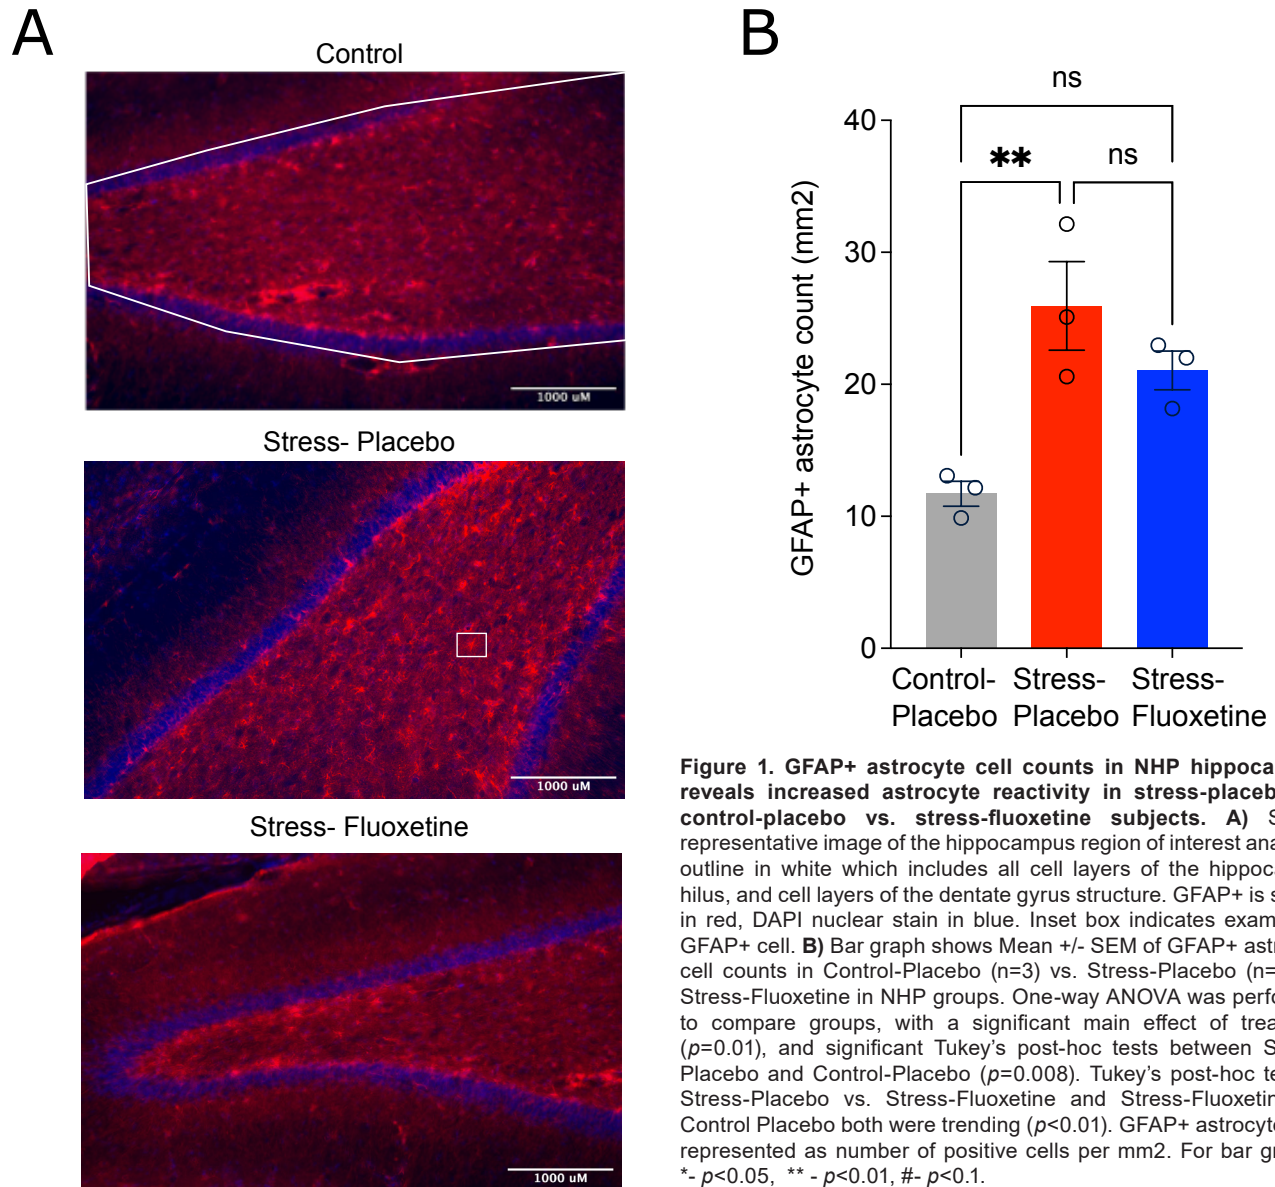 A
Control
1000 uM
Stress- Placebo
1000 uM
Stress- Fluoxetine
1000 uM
B
ns
** ns
40
30
20
10
0
GFAP+ astrocyte count (mm2)
Control- Stress- Stress-
Placebo Placebo Fluoxetine
Figure 1. GFAP+ astrocyte cell counts in NHP
reveals increased astrocyte reactivity in
control-placebo vs. stress-fluoxetine subjects. A)
representative image of the hippocampus region of interest
outline in white which includes all cell layers of the
hilus, and cell layers of the dentate gyrus structure. GFAP+ is
in red, DAPI nuclear stain in blue. Inset box indicates
GFAP+ cell. B) Bar graph shows Mean +/- SEM of GFAP+
cell counts in Control-Placebo (n=3) vs. Stress-Placebo
Stress-Fluoxetine in NHP groups. One-way ANOVA was
to compare groups, with a significant main effect of
(p=0.01), and significant Tukey's post-hoc tests between
Placebo and Control-Placebo (p=0.008). Tukey's post-hoc
Stress-Placebo vs. Stress-Fluoxetine and
Control Placebo both were trending (p<0.01). GFAP+
represented as number of positive cells per mm2. For bar
*- p<0.05, ** - p<0.01, #- p<0.1.